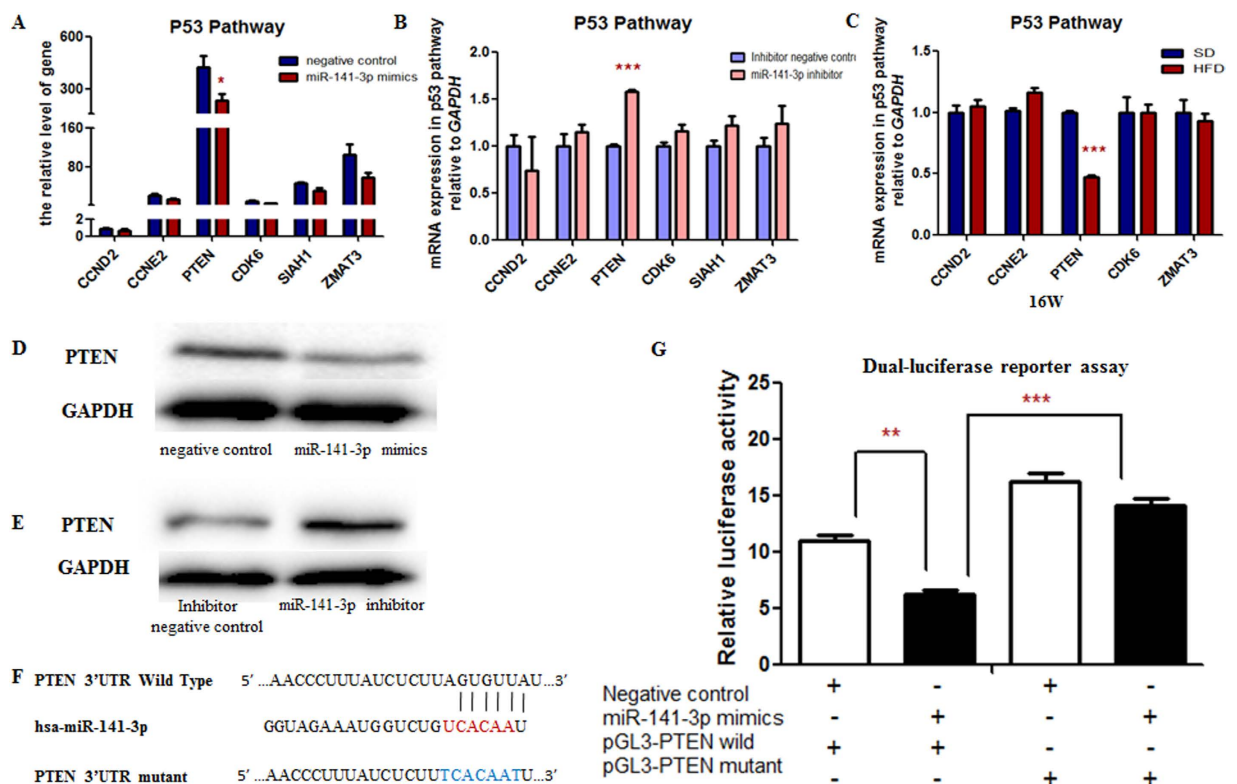 A
P53 Pathway
negative control
miR-141-3p mimics
the relative level of gene
600
300
160
80
2
0
*
CCND2
CCNE2
PTEN
CDK6
SIAH1
ZMAT3
B
P53 Pathway
Inhibitor negative contr
miR-141-3p inhibitor
mRNA expression in p53 pathway
relative to GAPDH
2.0
1.5
1.0
0.5
0.0
***
CCND2
CCNE2
PTEN
CDK6
SIAH1
ZMAT3
C
P53 Pathway
SD
HFD
mRNA expression in p53 pathway
relative to GAPDH
1.5
1.0
0.5
0.0
***
CCND2
CCNE2
PTEN
CDK6
ZMAT3
16W
D
PTEN
GAPDH
negative control miR-141-3p mimics
E
PTEN
GAPDH
Inhibitor miR-141-3p inhibitor
negative control
F
PTEN 3'UTR Wild Type 5' ...AACCCUUUAUCUCUUAGUGUUAU...3'
hsa-miR-141-3p GGUAGAAAUGGUCUGUCACAAU
PTEN 3'UTR mutant 5' ...AACCCUUUAUCUCUUTCACAATU...3'
G
Dual-luciferase reporter assay
Relative luciferase activity
25
20
15
10
5
0
**
***
Negative control + - + -
miR-141-3p mimics - + - +
pGL3-PTEN wild + + - -
pGL3-PTEN mutant - - + +